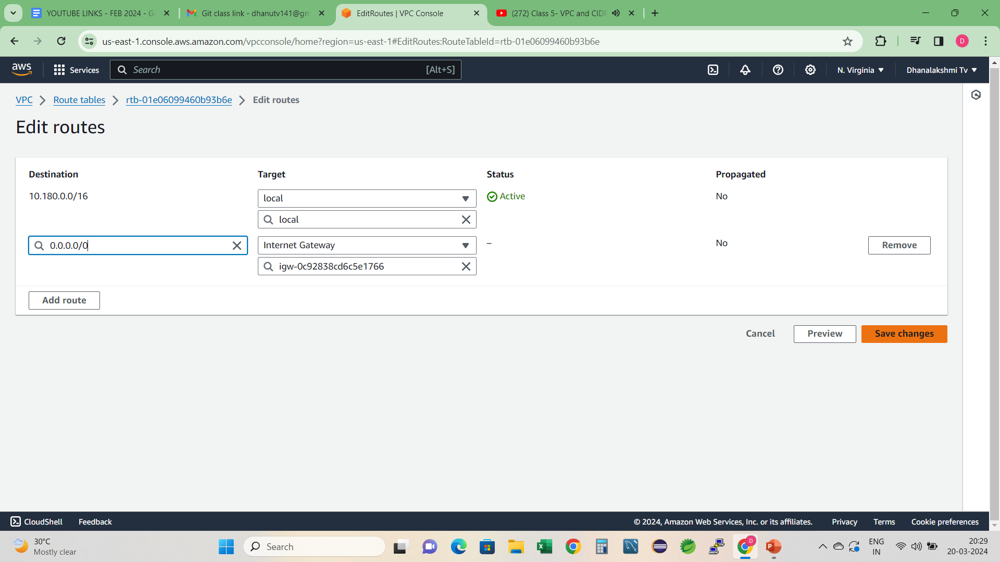 YOUTUBE LINKS - FEB 2024 - G
Git class link - dhanutv141@gm
EditRoutes | VPC Console
(272) Class 5- VPC and CIDR
us-east-1.console.aws.amazon.com/vpcconsole/home?region=us-east-1#EditRoutes:RouteTableId=rtb-01e06099460b93b6e
D
aws
Services
Search
[Alt+S]
N. Virginia
Dhanalakshmi Tv
VPC
Route tables
rtb-01e06099460b93b6e
Edit routes
Edit routes
Destination
Target
Status
Propagated
10.180.0.0/16
local
Active
No
local
0.0.0.0/0
Internet Gateway
–
No
Remove
igw-0c92838cd6c5e1766
Add route
Cancel
Preview
Save changes
CloudShell
Feedback
© 2024, Amazon Web Services, Inc. or its affiliates.
Privacy
Terms
Cookie preferences
30°C
Mostly clear
Search
D
ENG
IN
20:29
20-03-2024